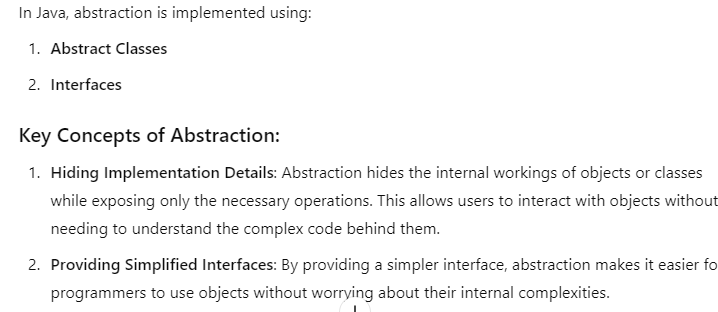 In Java, abstraction is implemented using:
1. Abstract Classes
2. Interfaces
Key Concepts of Abstraction:
1. Hiding Implementation Details: Abstraction hides the internal workings of objects or classes
while exposing only the necessary operations. This allows users to interact with objects without
needing to understand the complex code behind them.
2. Providing Simplified Interfaces: By providing a simpler interface, abstraction makes it easier fo
programmers to use objects without worrying about their internal complexities.